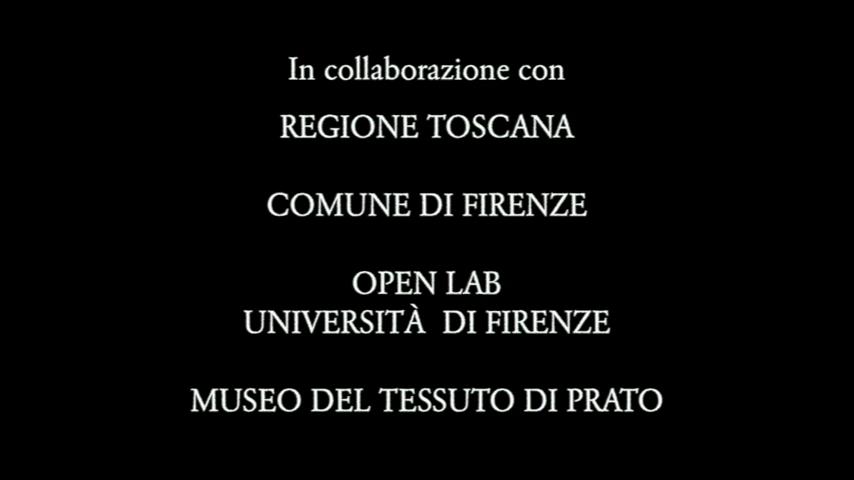 In collaborazione con
REGIONE TOSCANA
COMUNE DI FIRENZE
OPEN LAB
UNIVERSITÀ DI FIRENZE
MUSEO DEL TESSUTO DI PRATO